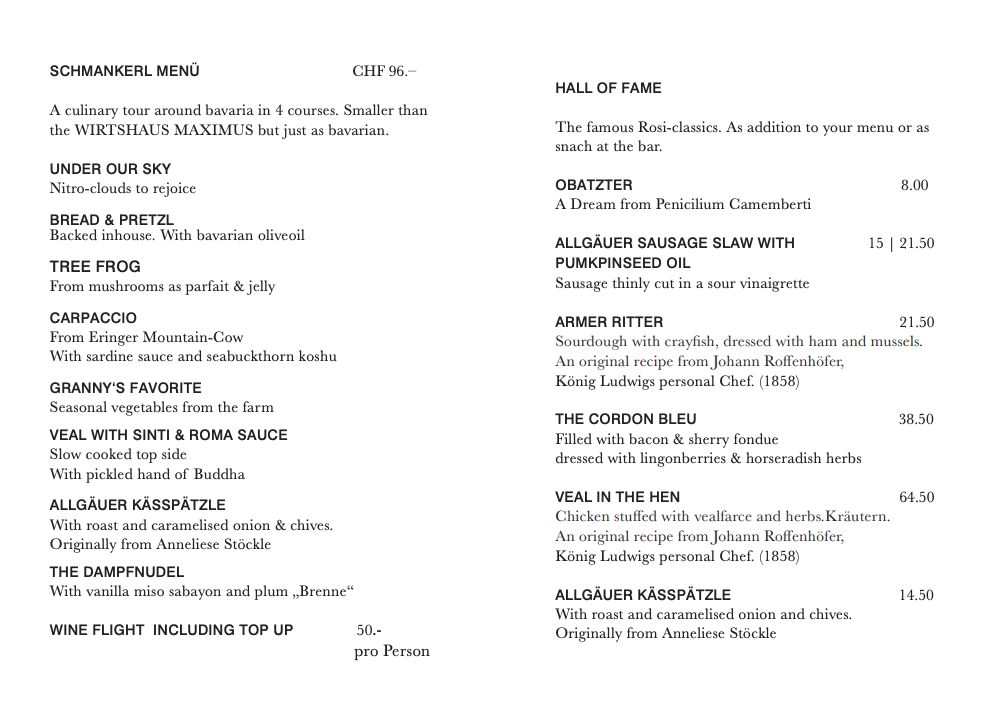 SCHMANKERL MENÜ CHF 96.–
A culinary tour around bavaria in 4 courses. Smaller than
the WIRTSHAUS MAXIMUS but just as bavarian.
UNDER OUR SKY
Nitro-clouds to rejoice
BREAD & PRETZL
Backed inhouse. With bavarian oliveoil
TREE FROG
From mushrooms as parfait & jelly
CARPACCIO
From Eringer Mountain-Cow
With sardine sauce and seabuckthorn koshu
GRANNY‘S FAVORITE
Seasonal vegetables from the farm
VEAL WITH SINTI & ROMA SAUCE
Slow cooked top side
With pickled hand of Buddha
ALLGÄUER KÄSSPÄTZLE
With roast and caramelised onion & chives.
Originally from Anneliese Stöckle
THE DAMPFNUDEL
With vanilla miso sabayon and plum „Brenne“
WINE FLIGHT INCLUDING TOP UP 50.-
pro Person
HALL OF FAME
The famous Rosi-classics. As addition to your menu or as
snach at the bar.
OBATZTER 8.00
A Dream from Penicilium Camemberti
ALLGÄUER SAUSAGE SLAW WITH 15 | 21.50
PUMKPINSEED OIL
Sausage thinly cut in a sour vinaigrette
ARMER RITTER 21.50
Sourdough with crayfish, dressed with ham and mussels.
An original recipe from Johann Roffenhöfer,
König Ludwigs personal Chef. (1858)
THE CORDON BLEU 38.50
Filled with bacon & sherry fondue
dressed with lingonberries & horseradish herbs
VEAL IN THE HEN 64.50
Chicken stuffed with vealfarce and herbs.Kräutern.
An original recipe from Johann Roffenhöfer,
König Ludwigs personal Chef. (1858)
ALLGÄUER KÄSSPÄTZLE 14.50
With roast and caramelised onion and chives.
Originally from Anneliese Stöckle